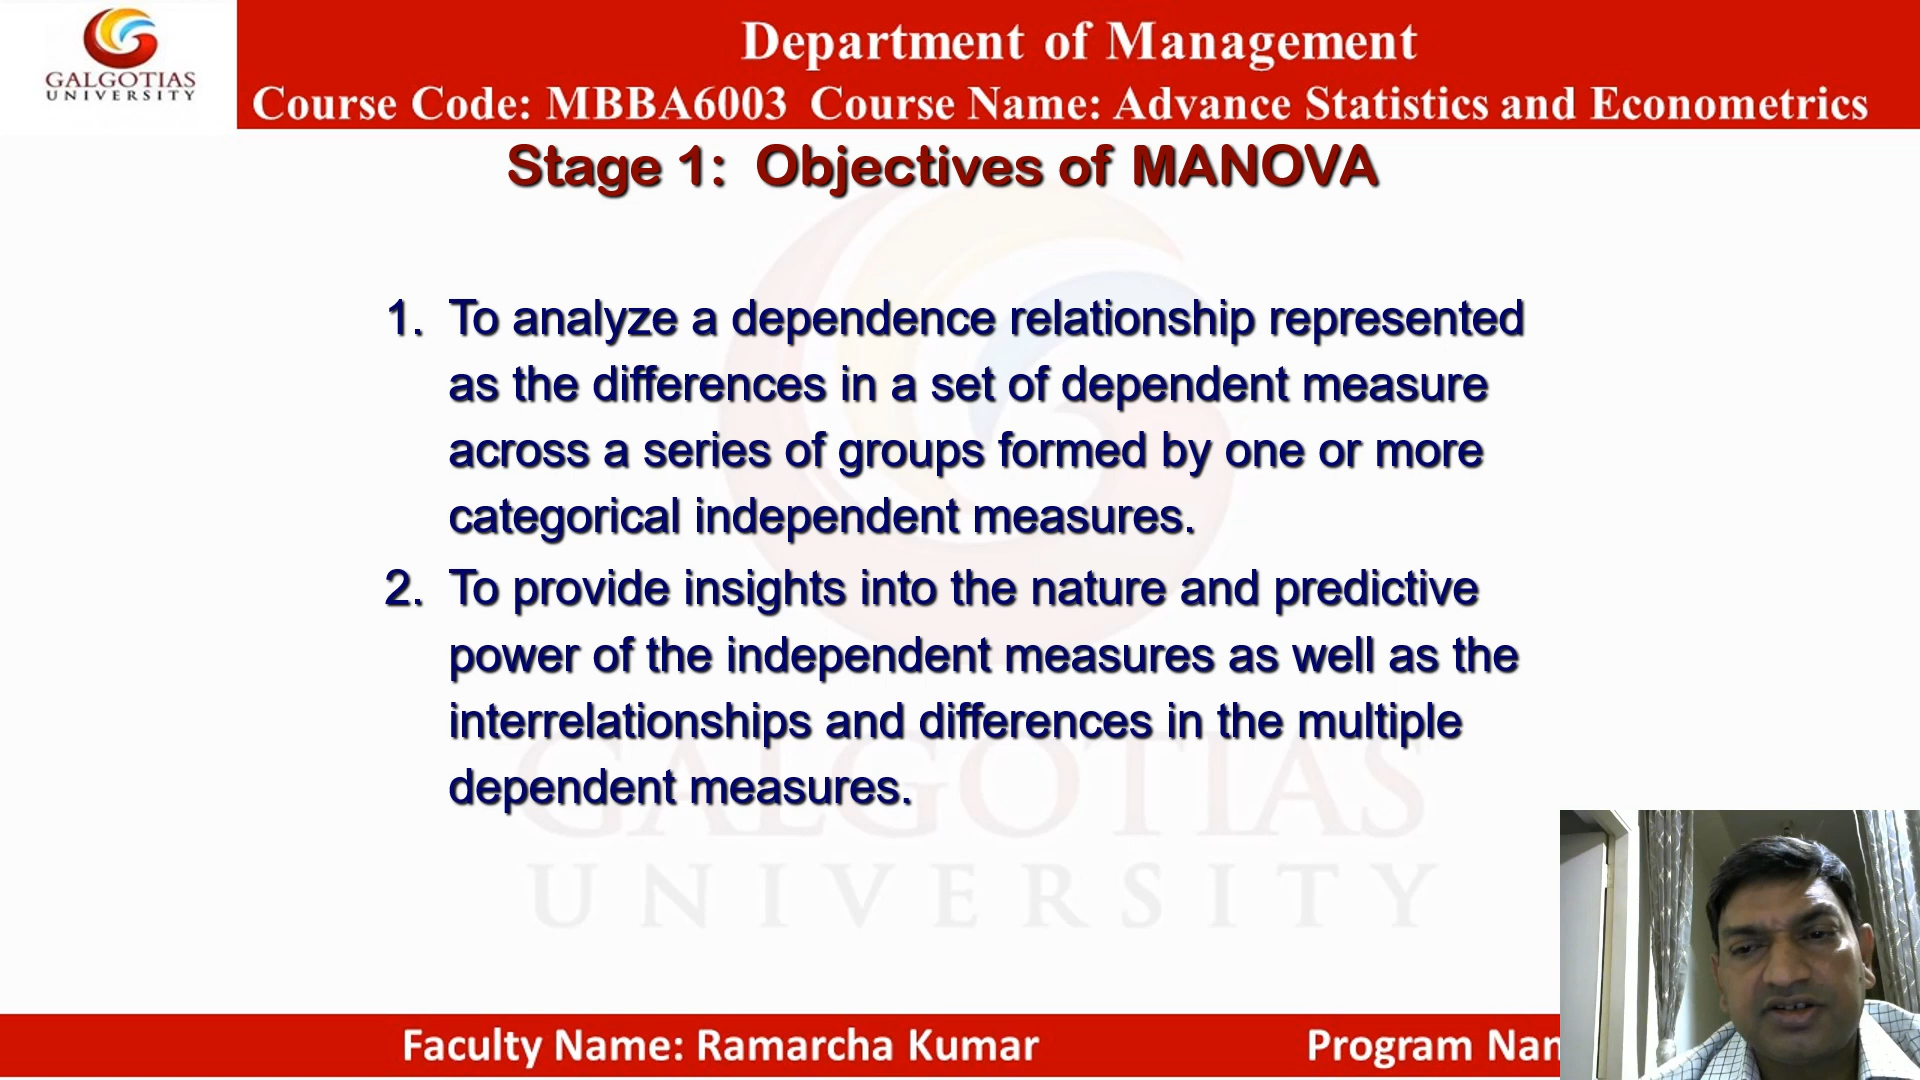 GALGOTIAS
UNIVERSITY
Department of Management
Course Code: MBBA6003 Course Name: Advance Statistics and Econometrics
Stage 1: Objectives of MANOVA
1. To analyze a dependence relationship represented
as the differences in a set of dependent measure
across a series of groups formed by one or more
categorical independent measures.
2. To provide insights into the nature and predictive
power of the independent measures as well as the
interrelationships and differences in the multiple
dependent measures.
GALGOTIAS
UNIVERSITY
Faculty Name: Ramarcha Kumar
Program